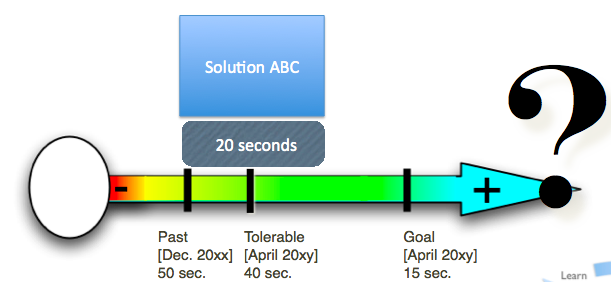 Solution ABC
20 seconds
?
-
+
Past
[Dec. 20xx]
50 sec.
Tolerable
[April 20xy]
40 sec.
Goal
[April 20xy]
15 sec.
Learn